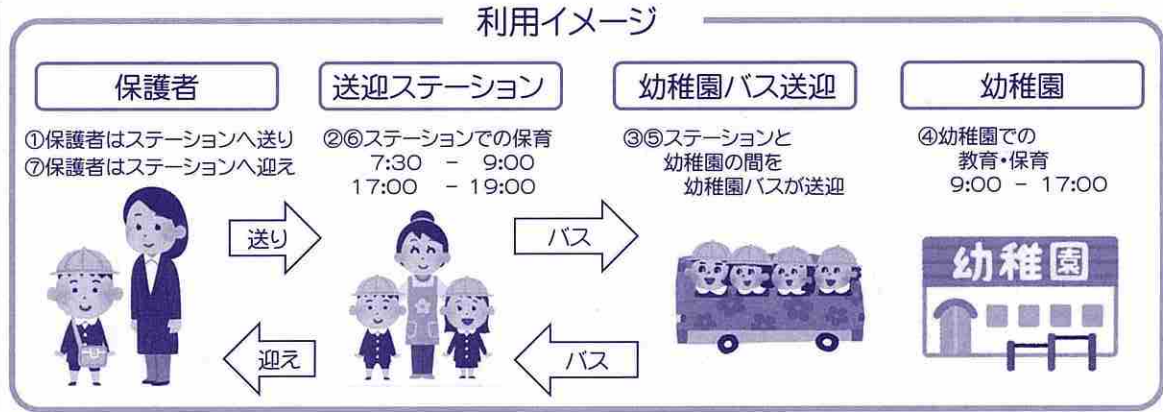 利用イメージ
保護者
①保護者はステーションへ送り
⑦保護者はステーションへ迎え
送り
迎え
送迎ステーション
②⑥ステーションでの保育
7:30 － 9:00
17:00 －19:00
バス
バス
幼稚園バス送迎
③⑤ステーションと
幼稚園の間を
幼稚園バスが送迎
幼稚園
④幼稚園での
教育・保育
9:00 － 17:00
幼稚園